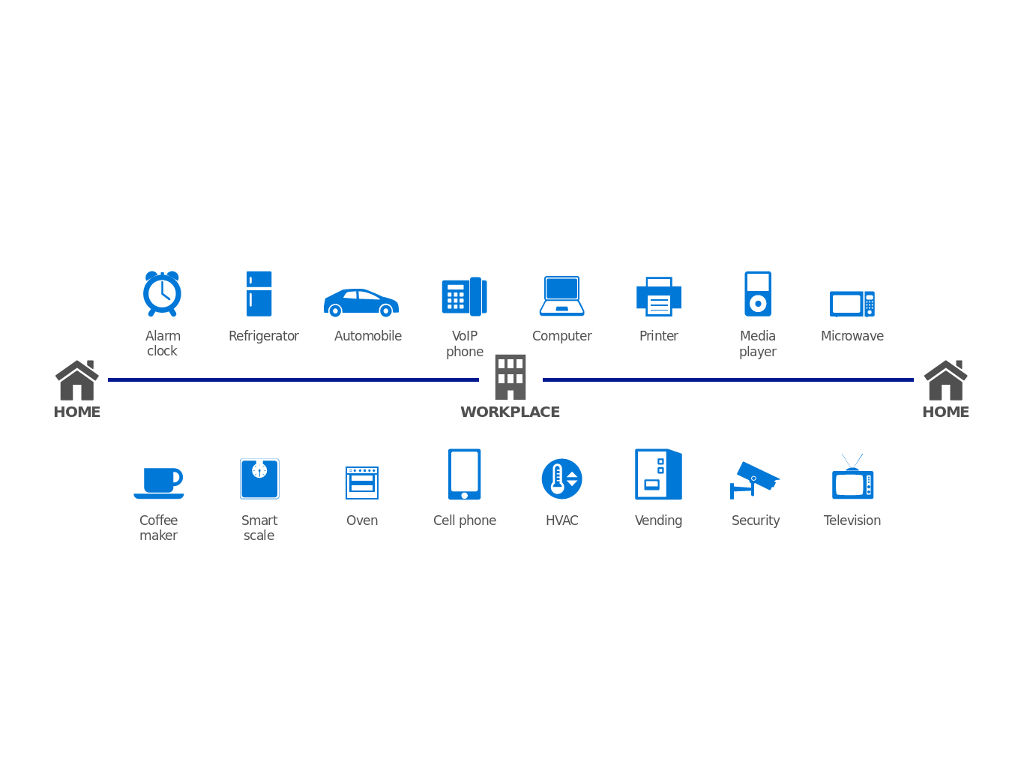 Alarm
clock
Refrigerator
Automobile
VoIP
phone
Computer
Printer
Media
player
Microwave
HOME
WORKPLACE
HOME
Coffee
maker
Smart
scale
Oven
Cell phone
HVAC
Vending
Security
Television